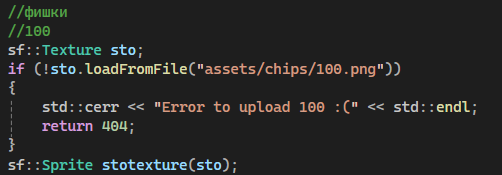 //фишки
//100
sf::Texture sto;
if (!sto.loadFromFile("assets/chips/100.png"))
{
    std::cerr << "Error to upload 100 :(" << std::endl;
    return 404;
}
sf::Sprite stotexture(sto);